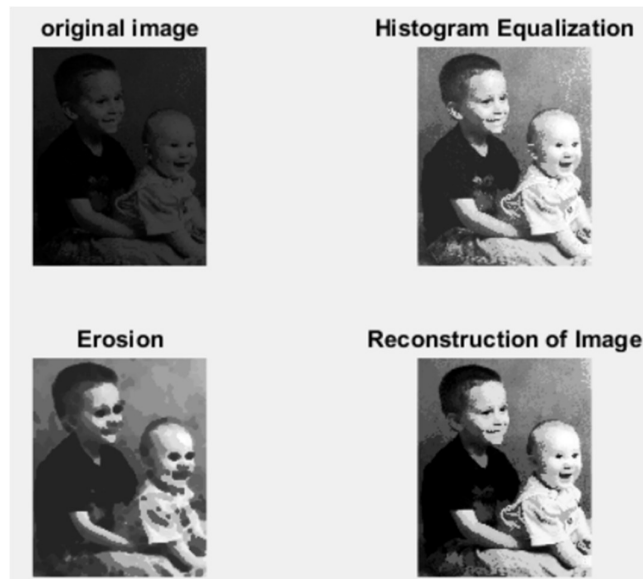 original image
Histogram Equalization
Erosion
Reconstruction of Image